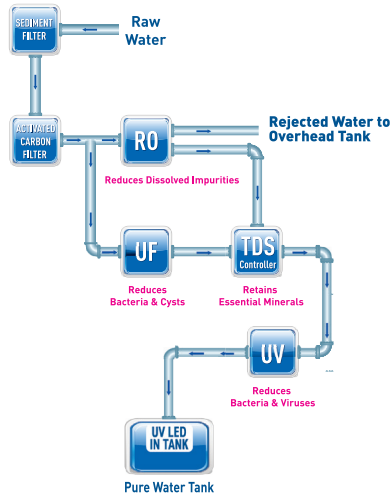 SEDIMENT
FILTER
Raw
Water
ACTIVATED
CARBON
FILTER
RO
Rejected Water to
Overhead Tank
Reduces Dissolved Impurities
UF
TDS
Controller
Reduces
Bacteria & Cysts
Retains
Essential Minerals
UV
Reduces
Bacteria & Viruses
UV LED
IN TANK
Pure Water Tank